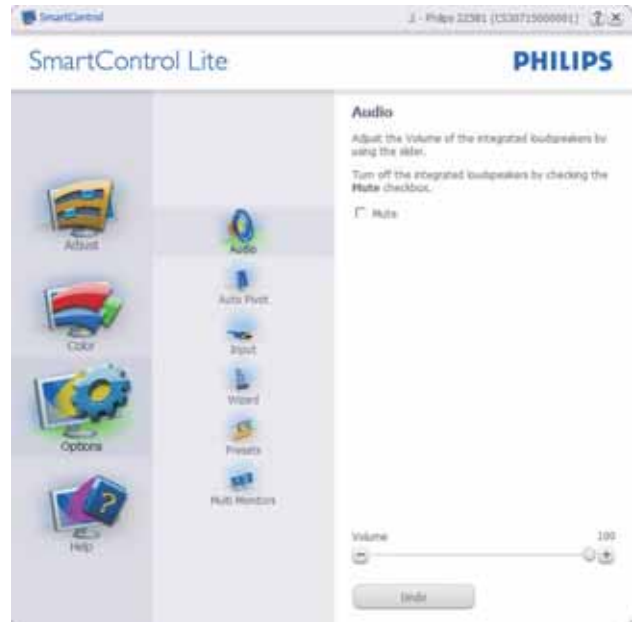 SmartControl
SmartControl Lite
PHILIPS
Adjust
Color
Options
Help
Audio
Auto Pivot
Input
Wizard
Presets
Multi Monitors
Audio
Adjust the Volume of the integrated loudspeakers by
using the slider.
Turn off the integrated loudspeakers by checking the
Mute checkbox.
Mute
Volume 100
Undo